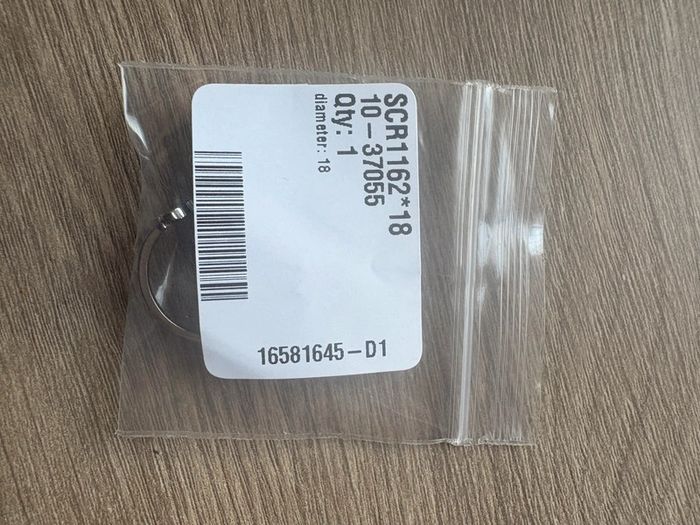 SCR1162*18
10-37055
Qty: 1
diameter: 18
16581645-D1